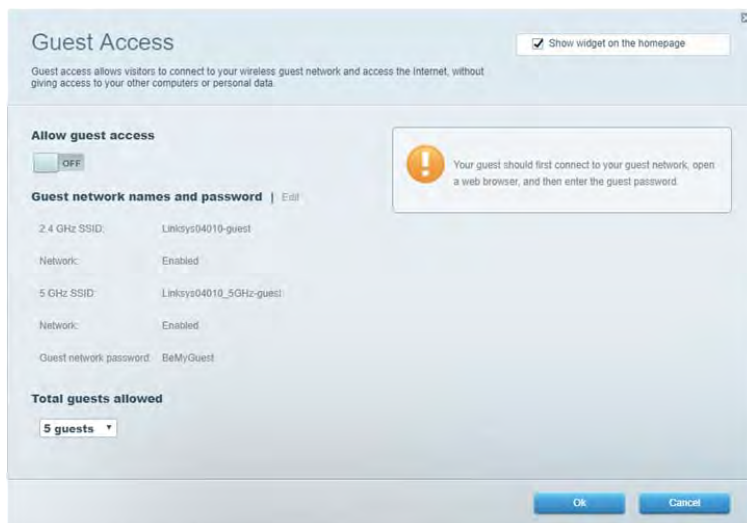 Guest Access
Show widget on the homepage
Guest access allows visitors to connect to your wireless guest network and access the Internet, without
giving access to your other computers or personal data.
Allow guest access
OFF
Your guest should first connect to your guest network, open
a web browser, and then enter the guest password.
Guest network names and password | Edit
2.4 GHz SSID: Linksys04010-guest
Network: Enabled
5 GHz SSID: Linksys04010_5GHz-guest
Network: Enabled
Guest network password: BeMyGuest
Total guests allowed
5 guests
Ok Cancel